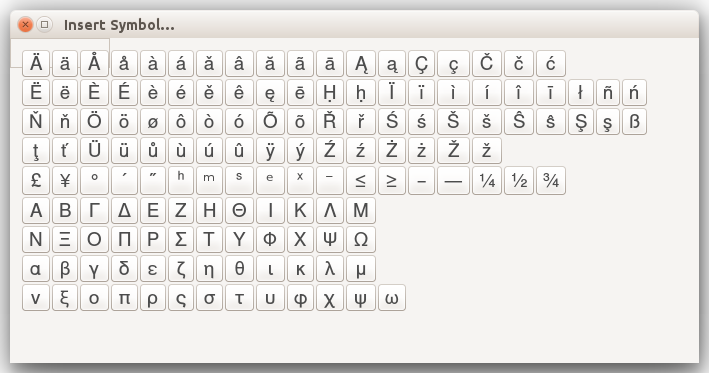 Insert Symbol...
Ä ä Å å à á ǎ â ă ã ā Ą ą Ç ç Č č ć
Ë ë È É è é ě ê ę ē Ḥ ḥ Ï ï ì í î ī ł ñ ń
Ň ň Ö ö ø ô ò ó Õ õ Ř ř Ś ś Š š Ŝ ŝ Ş ş ß
ţ ť Ü ü ů ù ú û ÿ ý Ź ź Ż ż Ž ž
£ ¥ ° ´ ˝ ʰ ᵐ ˢ ᵉ ˣ ⁻ ≤ ≥ – — ¼ ½ ¾
Α Β Γ Δ Ε Ζ Η Θ Ι Κ Λ Μ
Ν Ξ Ο Π Ρ Σ Τ Υ Φ Χ Ψ Ω
α β γ δ ε ζ η θ ι κ λ μ
ν ξ ο π ρ ς σ τ υ φ χ ψ ω